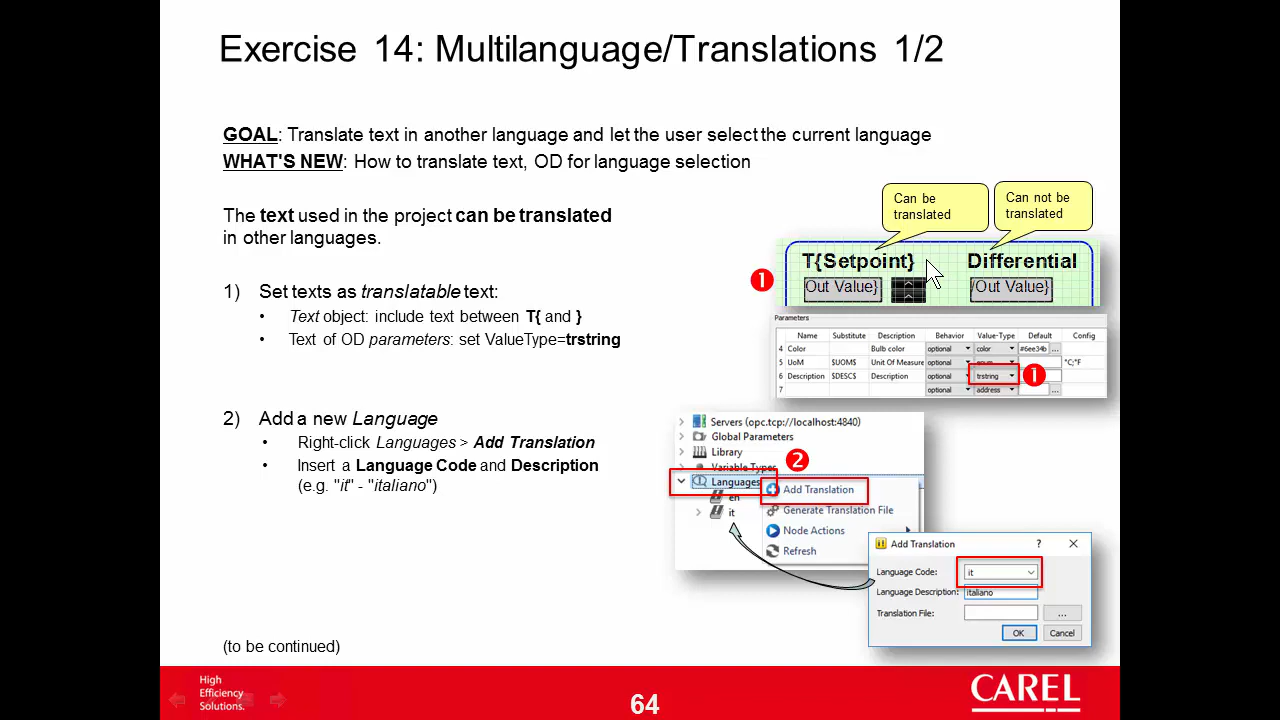 Exercise 14: Multilanguage/Translations 1/2
GOAL: Translate text in another language and let the user select the current language
WHAT'S NEW: How to translate text, OD for language selection
The text used in the project can be translated
in other languages.
1) Set texts as translatable text:
• Text object: include text between T{ and }
• Text of OD parameters: set ValueType=trstring
2) Add a new Language
• Right-click Languages > Add Translation
• Insert a Language Code and Description
(e.g. "it" - "italiano")
(to be continued)
Can be
translated
Can not be
translated
1
T{Setpoint} Differential
Out Value} /Out Value}
Parameters
Name Substitute Description Behavior Value-Type Default Config
4 Color Bulb color optional color #6ee34b ...
5 UoM $UOM$ Unit Of Measure optional °C;°F
6 Description $DESC$ Description optional trstring
7 optional address ...
1
Servers (opc.tcp://localhost:4840)
Global Parameters
Library
Variable Types
2
Languages
en
it
Add Translation
Generate Translation File
Node Actions
Refresh
Add Translation ?
Language Code: it
Language Description: italiano
Translation File: ...
OK Cancel
High
Efficiency
Solutions.
64
CAREL